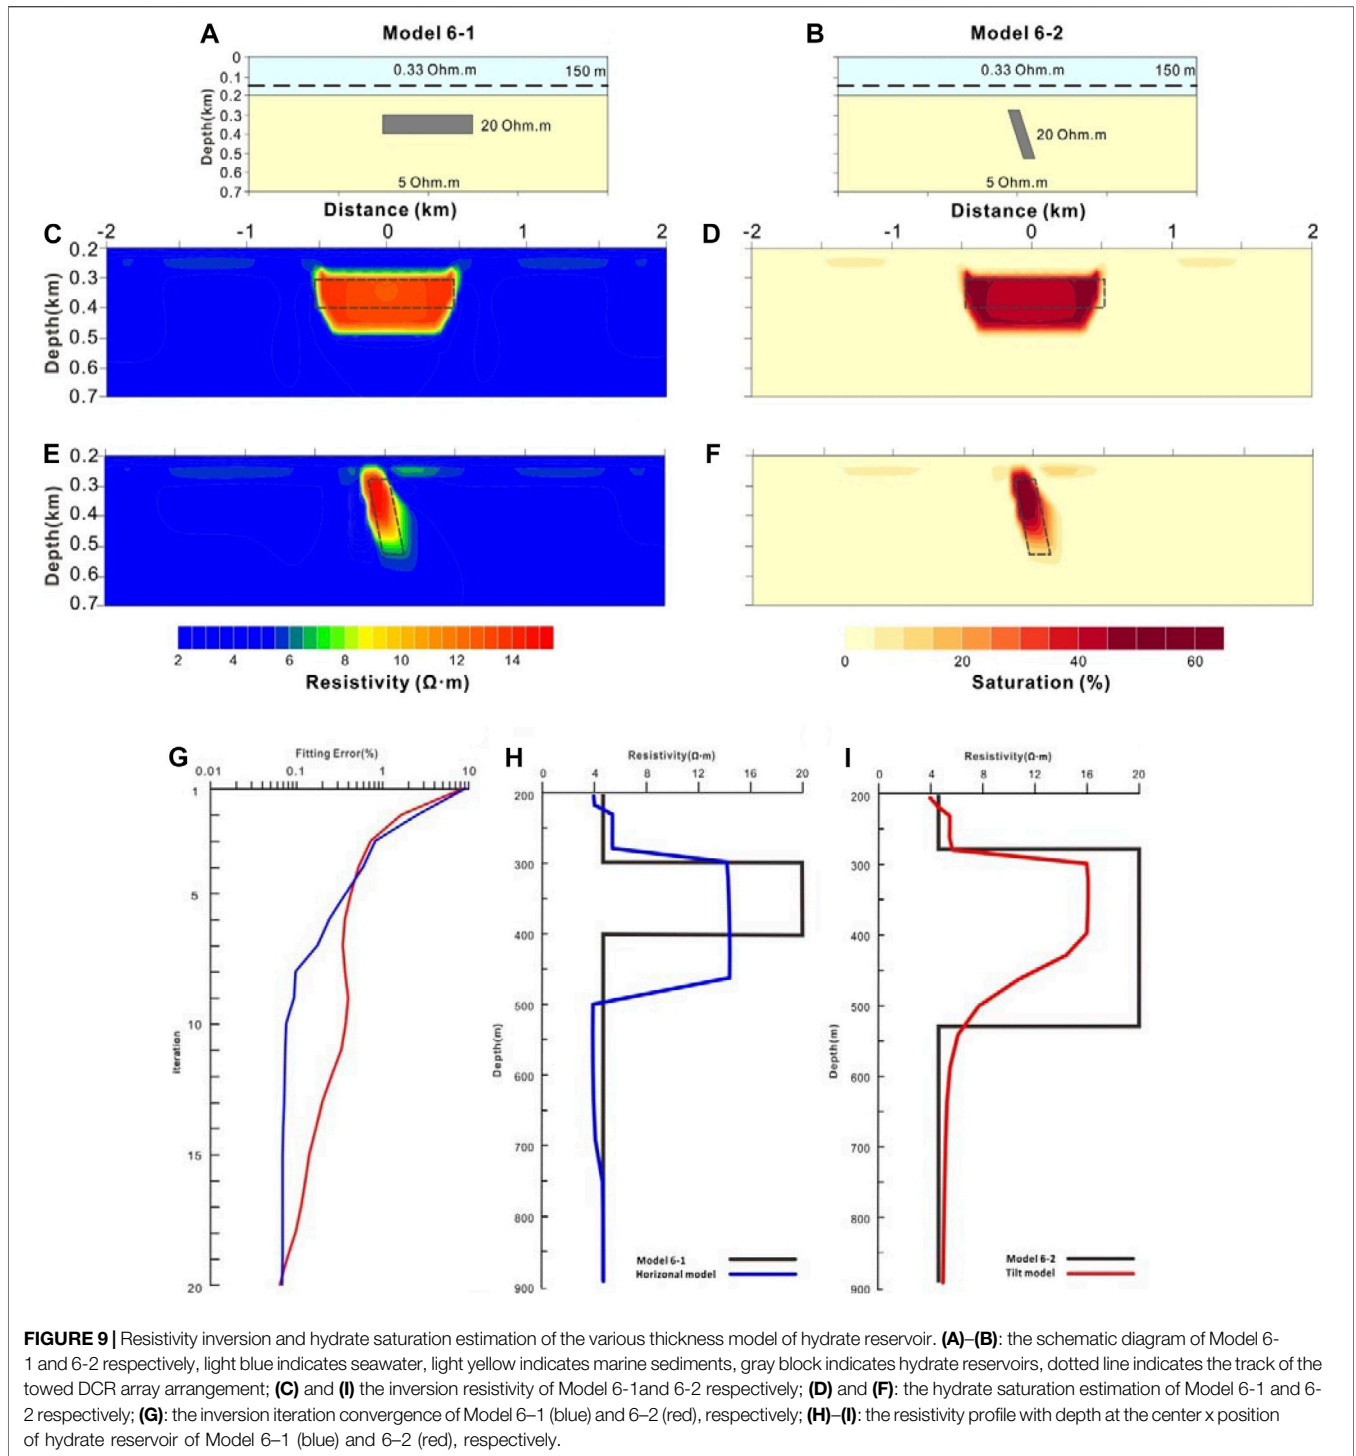 A Model 6-1 B Model 6-2
0 0.33 Ohm.m 150 m 0.33 Ohm.m 150 m
0.1
0.2
0.3
0.4
0.6
0.6
0.7
Depth(km)
20 Ohm.m 20 Ohm.m
5 Ohm.m 5 Ohm.m
Distance (km) Distance (km)
C -2 -1 0 1 2 D -2 -1 0 1 2
0.2
0.3
0.4
0.5
0.6
0.7
Depth(km)
E F
0.2
0.3
0.4
0.5
0.6
0.7
Depth(km)
2 4 6 8 10 12 14 0 20 40 60
Resistivity (Ω·m) Saturation (%)
G Fitting Error(%) H Resistivity(Ω·m) I Resistivity(Ω·m)
0.01 0.1 1 10 0 4 8 12 16 20 0 4 8 12 16 20
1
5
10
15
20
iteration
200
300
400
500
600
700
800
900
Depth(m)
Model 6-1
Horizonal model
200
300
400
500
600
700
800
900
Depth(m)
Model 6-2
Tilt model
FIGURE 9 | Resistivity inversion and hydrate saturation estimation of the various thickness model of hydrate reservoir. (A)–(B): the schematic diagram of Model 6-
1 and 6-2 respectively, light blue indicates seawater, light yellow indicates marine sediments, gray block indicates hydrate reservoirs, dotted line indicates the track of the
towed DCR array arrangement; (C) and (I) the inversion resistivity of Model 6-1and 6-2 respectively; (D) and (F): the hydrate saturation estimation of Model 6-1 and 6-
2 respectively; (G): the inversion iteration convergence of Model 6–1 (blue) and 6–2 (red), respectively; (H)–(I): the resistivity profile with depth at the center x position
of hydrate reservoir of Model 6–1 (blue) and 6–2 (red), respectively.